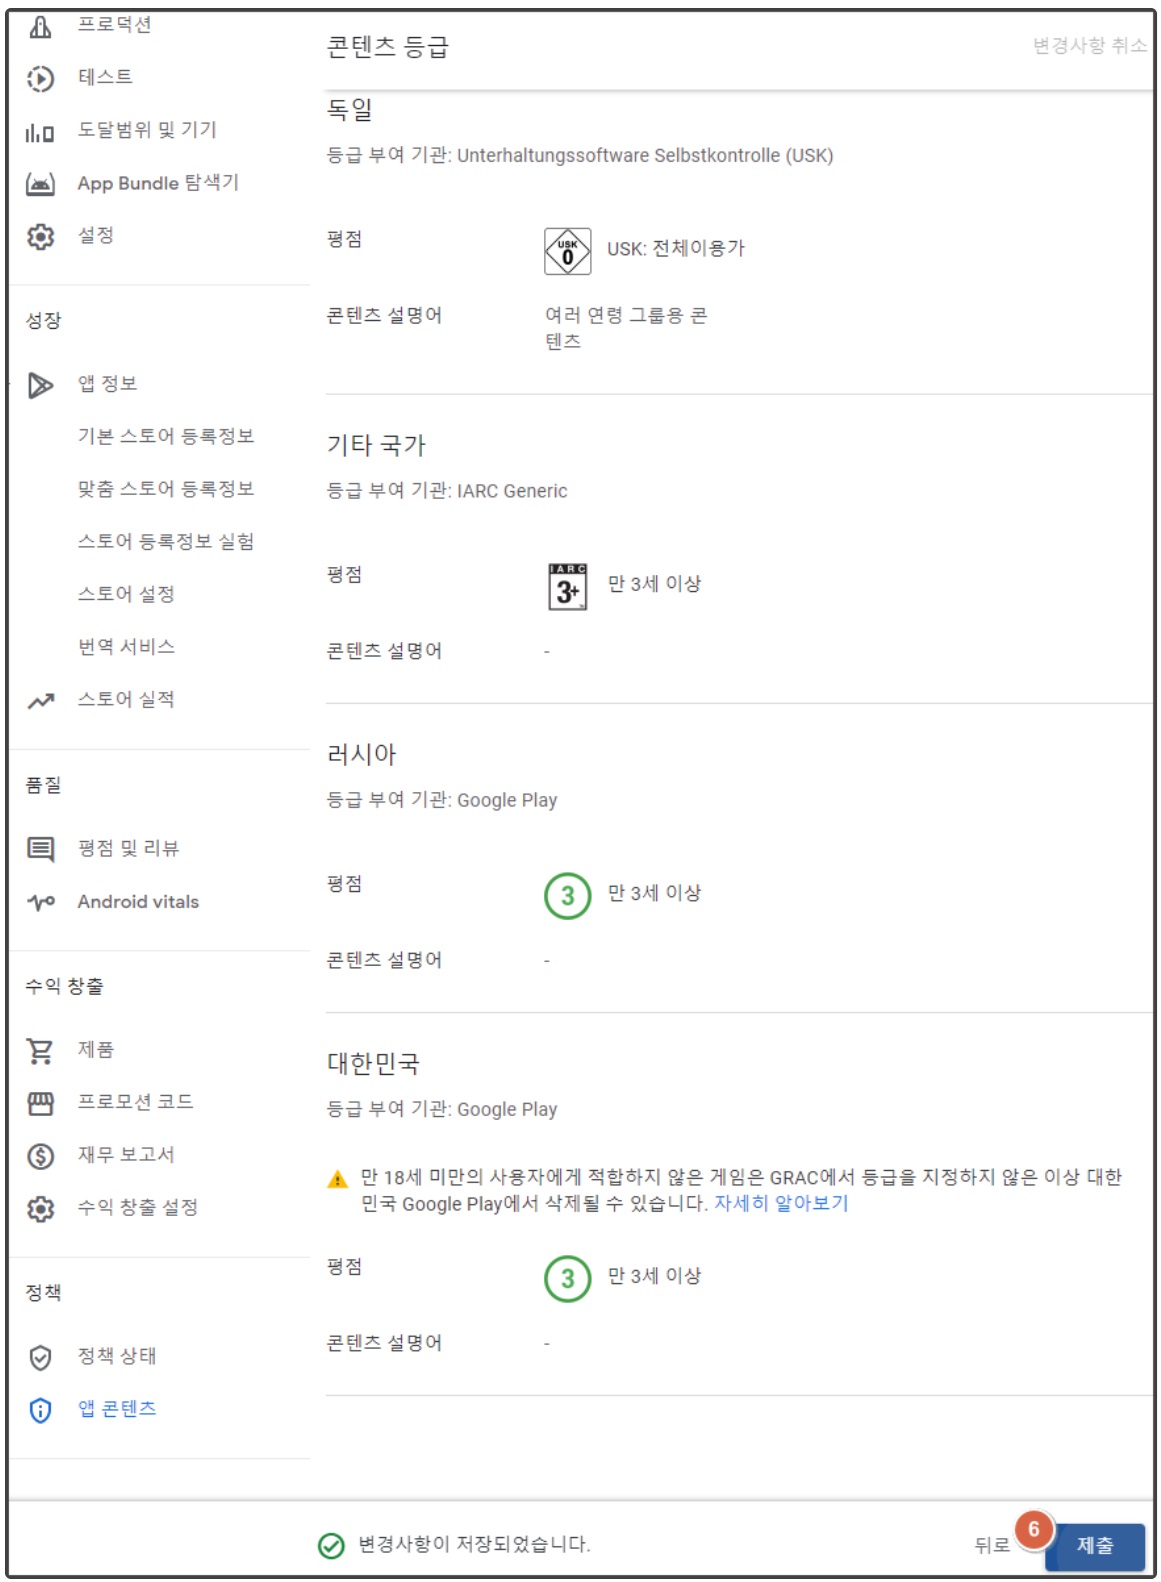 프로덕션
테스트
도달범위 및 기기
App Bundle 탐색기
설정
성장
앱 정보
기본 스토어 등록정보
맞춤 스토어 등록정보
스토어 등록정보 실험
스토어 설정
번역 서비스
스토어 실적
품질
평점 및 리뷰
Android vitals
수익 창출
제품
프로모션 코드
재무 보고서
수익 창출 설정
정책
정책 상태
앱 콘텐츠
콘텐츠 등급
변경사항 취소
독일
등급 부여 기관: Unterhaltungssoftware Selbstkontrolle (USK)
평점
USK
0
USK: 전체이용가
콘텐츠 설명어
여러 연령 그룹용 콘
텐츠
기타 국가
등급 부여 기관: IARC Generic
평점
IARC
3+
만 3세 이상
콘텐츠 설명어
-
러시아
등급 부여 기관: Google Play
평점
3
만 3세 이상
콘텐츠 설명어
-
대한민국
등급 부여 기관: Google Play
만 18세 미만의 사용자에게 적합하지 않은 게임은 GRAC에서 등급을 지정하지 않은 이상 대한
민국 Google Play에서 삭제될 수 있습니다. 자세히 알아보기
평점
3
만 3세 이상
콘텐츠 설명어
-
변경사항이 저장되었습니다.
뒤로
6
제출